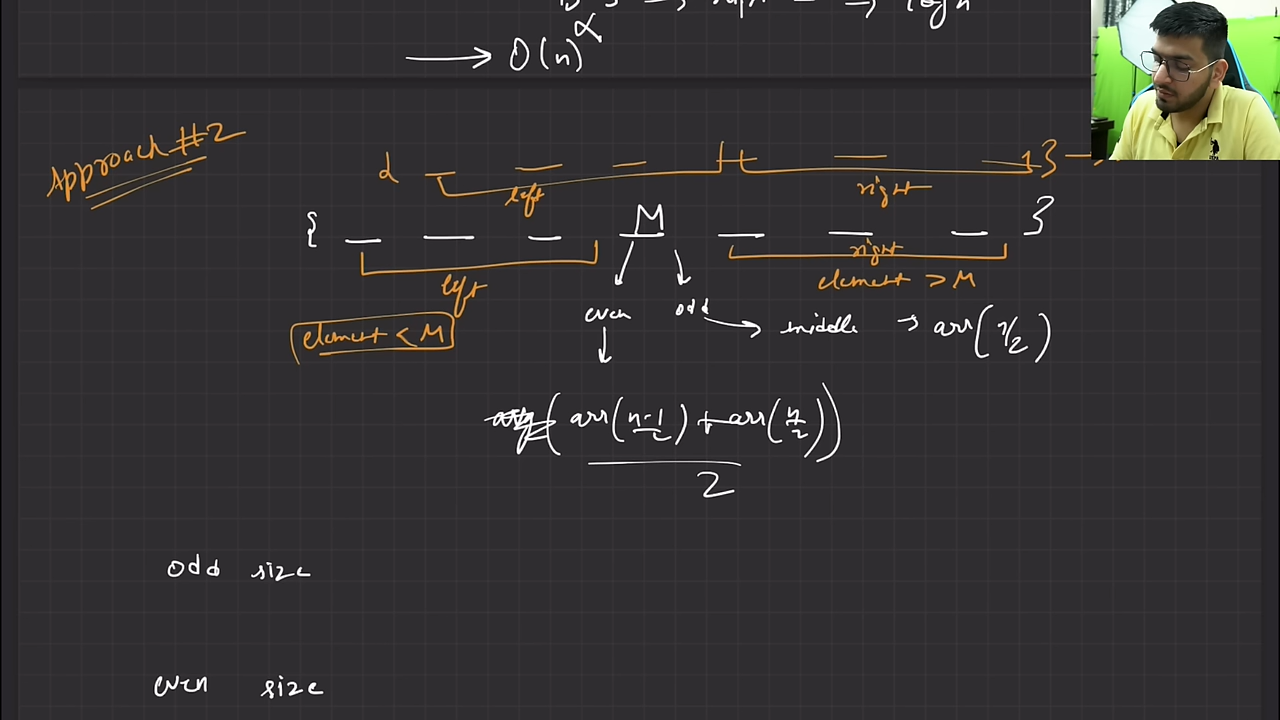 → O(n)
Approach #2
left right
{ M }
left right
element > M
even odd → middle → arr(n/2)
element < M
(arr(n-1/2) + arr(n/2))
2
odd size
even size